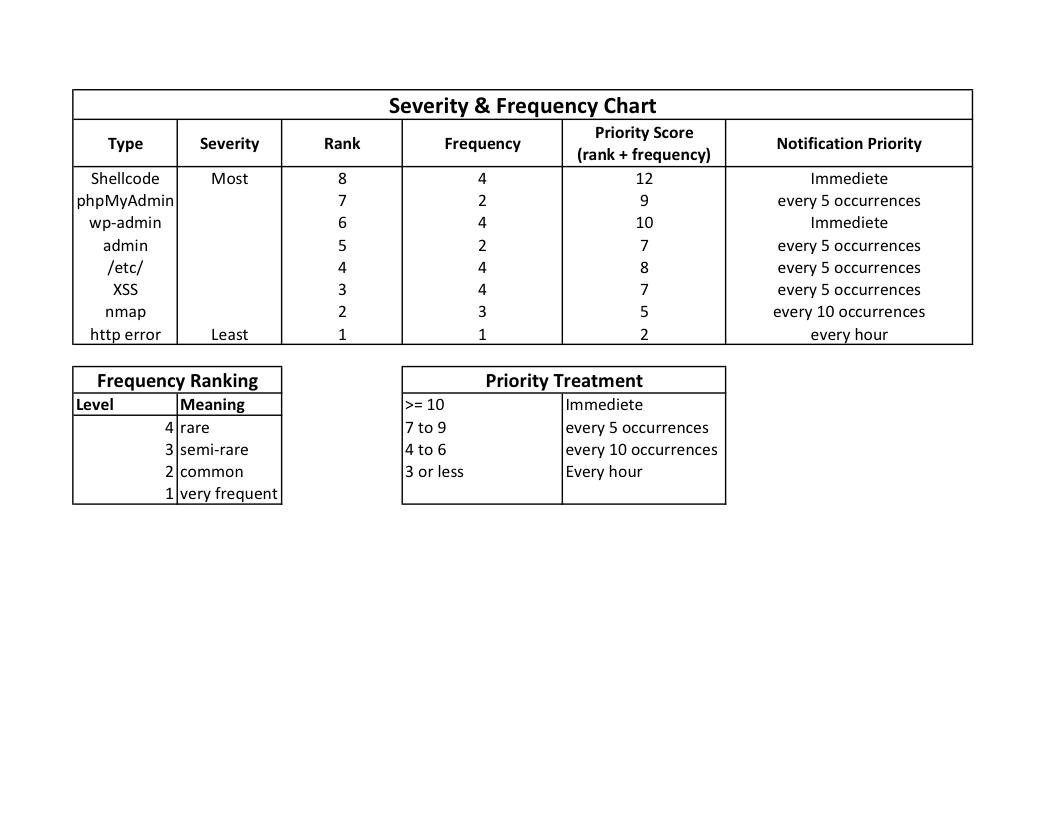 Severity & Frequency Chart
Type Severity Rank Frequency Priority Score (rank + frequency) Notification Priority
Shellcode Most 8 4 12 Immediete
phpMyAdmin 7 2 9 every 5 occurrences
wp-admin 6 4 10 Immediete
admin 5 2 7 every 5 occurrences
/etc/ 4 4 8 every 5 occurrences
XSS 3 4 7 every 5 occurrences
nmap 2 3 5 every 10 occurrences
http error Least 1 1 2 every hour
Frequency Ranking
Level Meaning
4 rare
3 semi-rare
2 common
1 very frequent
Priority Treatment
>= 10 Immediete
7 to 9 every 5 occurrences
4 to 6 every 10 occurrences
3 or less Every hour